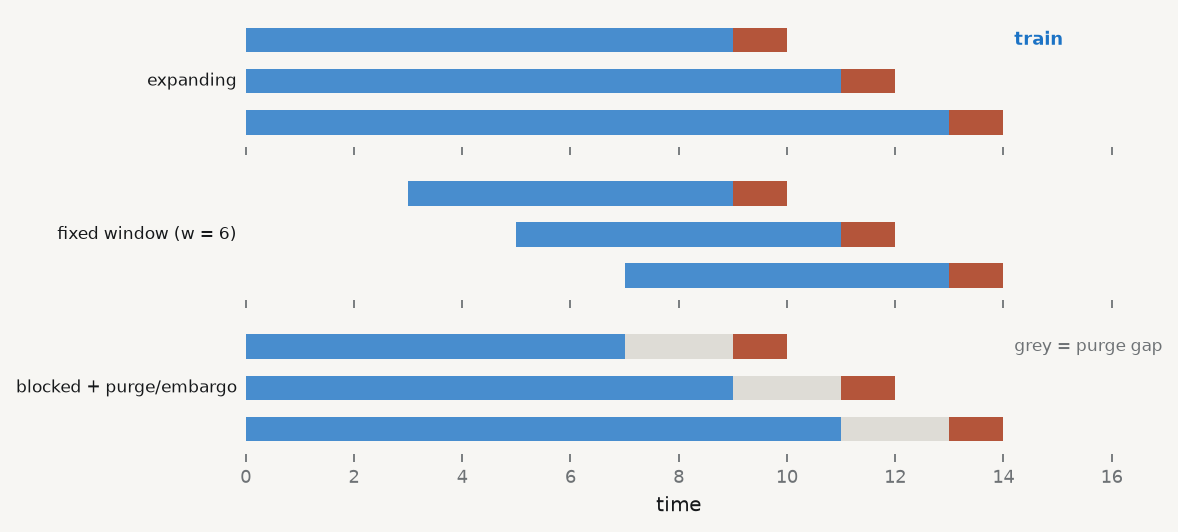 train
expanding
fixed window (w = 6)
grey = purge gap
blocked + purge/embargo
0 2 4 6 8 10 12 14 16
time